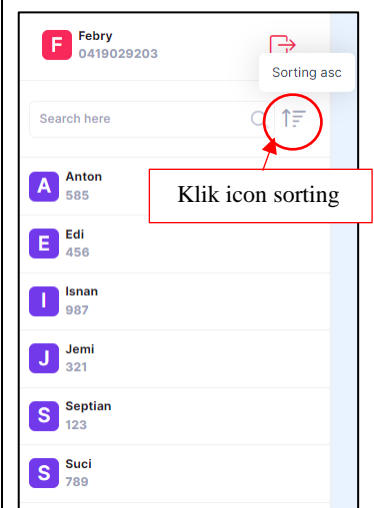 F
Febry
0419029203
Sorting asc
Search here
Klik icon sorting
A
Anton
585
E
Edi
456
I
Isnan
987
J
Jemi
321
S
Septian
123
S
Suci
789